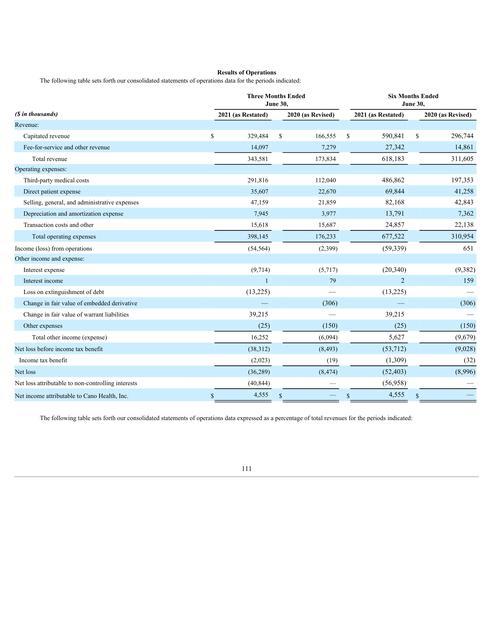 Results of Operations
The following table sets forth our consolidated statements of operations data for the periods indicated:
Three Months Ended June 30, Six Months Ended June 30,
($ in thousands) 2021 (as Restated) 2020 (as Revised) 2021 (as Restated) 2020 (as Revised)
Revenue:
Capitated revenue $ 329,484 $ 166,555 $ 590,841 $ 296,744
Fee-for-service and other revenue 14,097 7,279 27,342 14,861
Total revenue 343,581 173,834 618,183 311,605
Operating expenses:
Third-party medical costs 291,816 112,040 486,862 197,353
Direct patient expense 35,607 22,670 69,844 41,258
Selling, general, and administrative expenses 47,159 21,859 82,168 42,843
Depreciation and amortization expense 7,945 3,977 13,791 7,362
Transaction costs and other 15,618 15,687 24,857 22,138
Total operating expenses 398,145 176,233 677,522 310,954
Income (loss) from operations (54,564) (2,399) (59,339) 651
Other income and expense:
Interest expense (9,714) (5,717) (20,340) (9,382)
Interest income 1 79 2 159
Loss on extinguishment of debt (13,225) — (13,225) —
Change in fair value of embedded derivative — (306) — (306)
Change in fair value of warrant liabilities 39,215 — 39,215 —
Other expenses (25) (150) (25) (150)
Total other income (expense) 16,252 (6,094) 5,627 (9,679)
Net loss before income tax benefit (38,312) (8,493) (53,712) (9,028)
Income tax benefit (2,023) (19) (1,309) (32)
Net loss (36,289) (8,474) (52,403) (8,996)
Net loss attributable to non-controlling interests (40,844) — (56,958) —
Net income attributable to Cano Health, Inc. $ 4,555 $ — $ 4,555 $ —
The following table sets forth our consolidated statements of operations data expressed as a percentage of total revenues for the periods indicated:
111